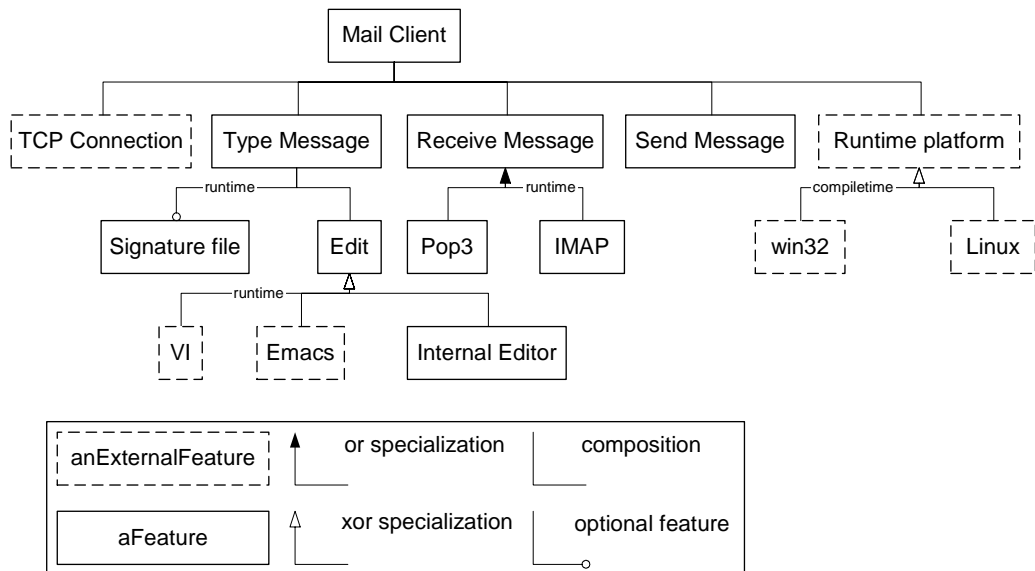 Mail Client
TCP Connection
Type Message
Receive Message
Send Message
Runtime platform
runtime
runtime
compiletime
Signature file
Edit
Pop3
IMAP
win32
Linux
runtime
VI
Emacs
Internal Editor
anExternalFeature
or specialization
composition
aFeature
xor specialization
optional feature